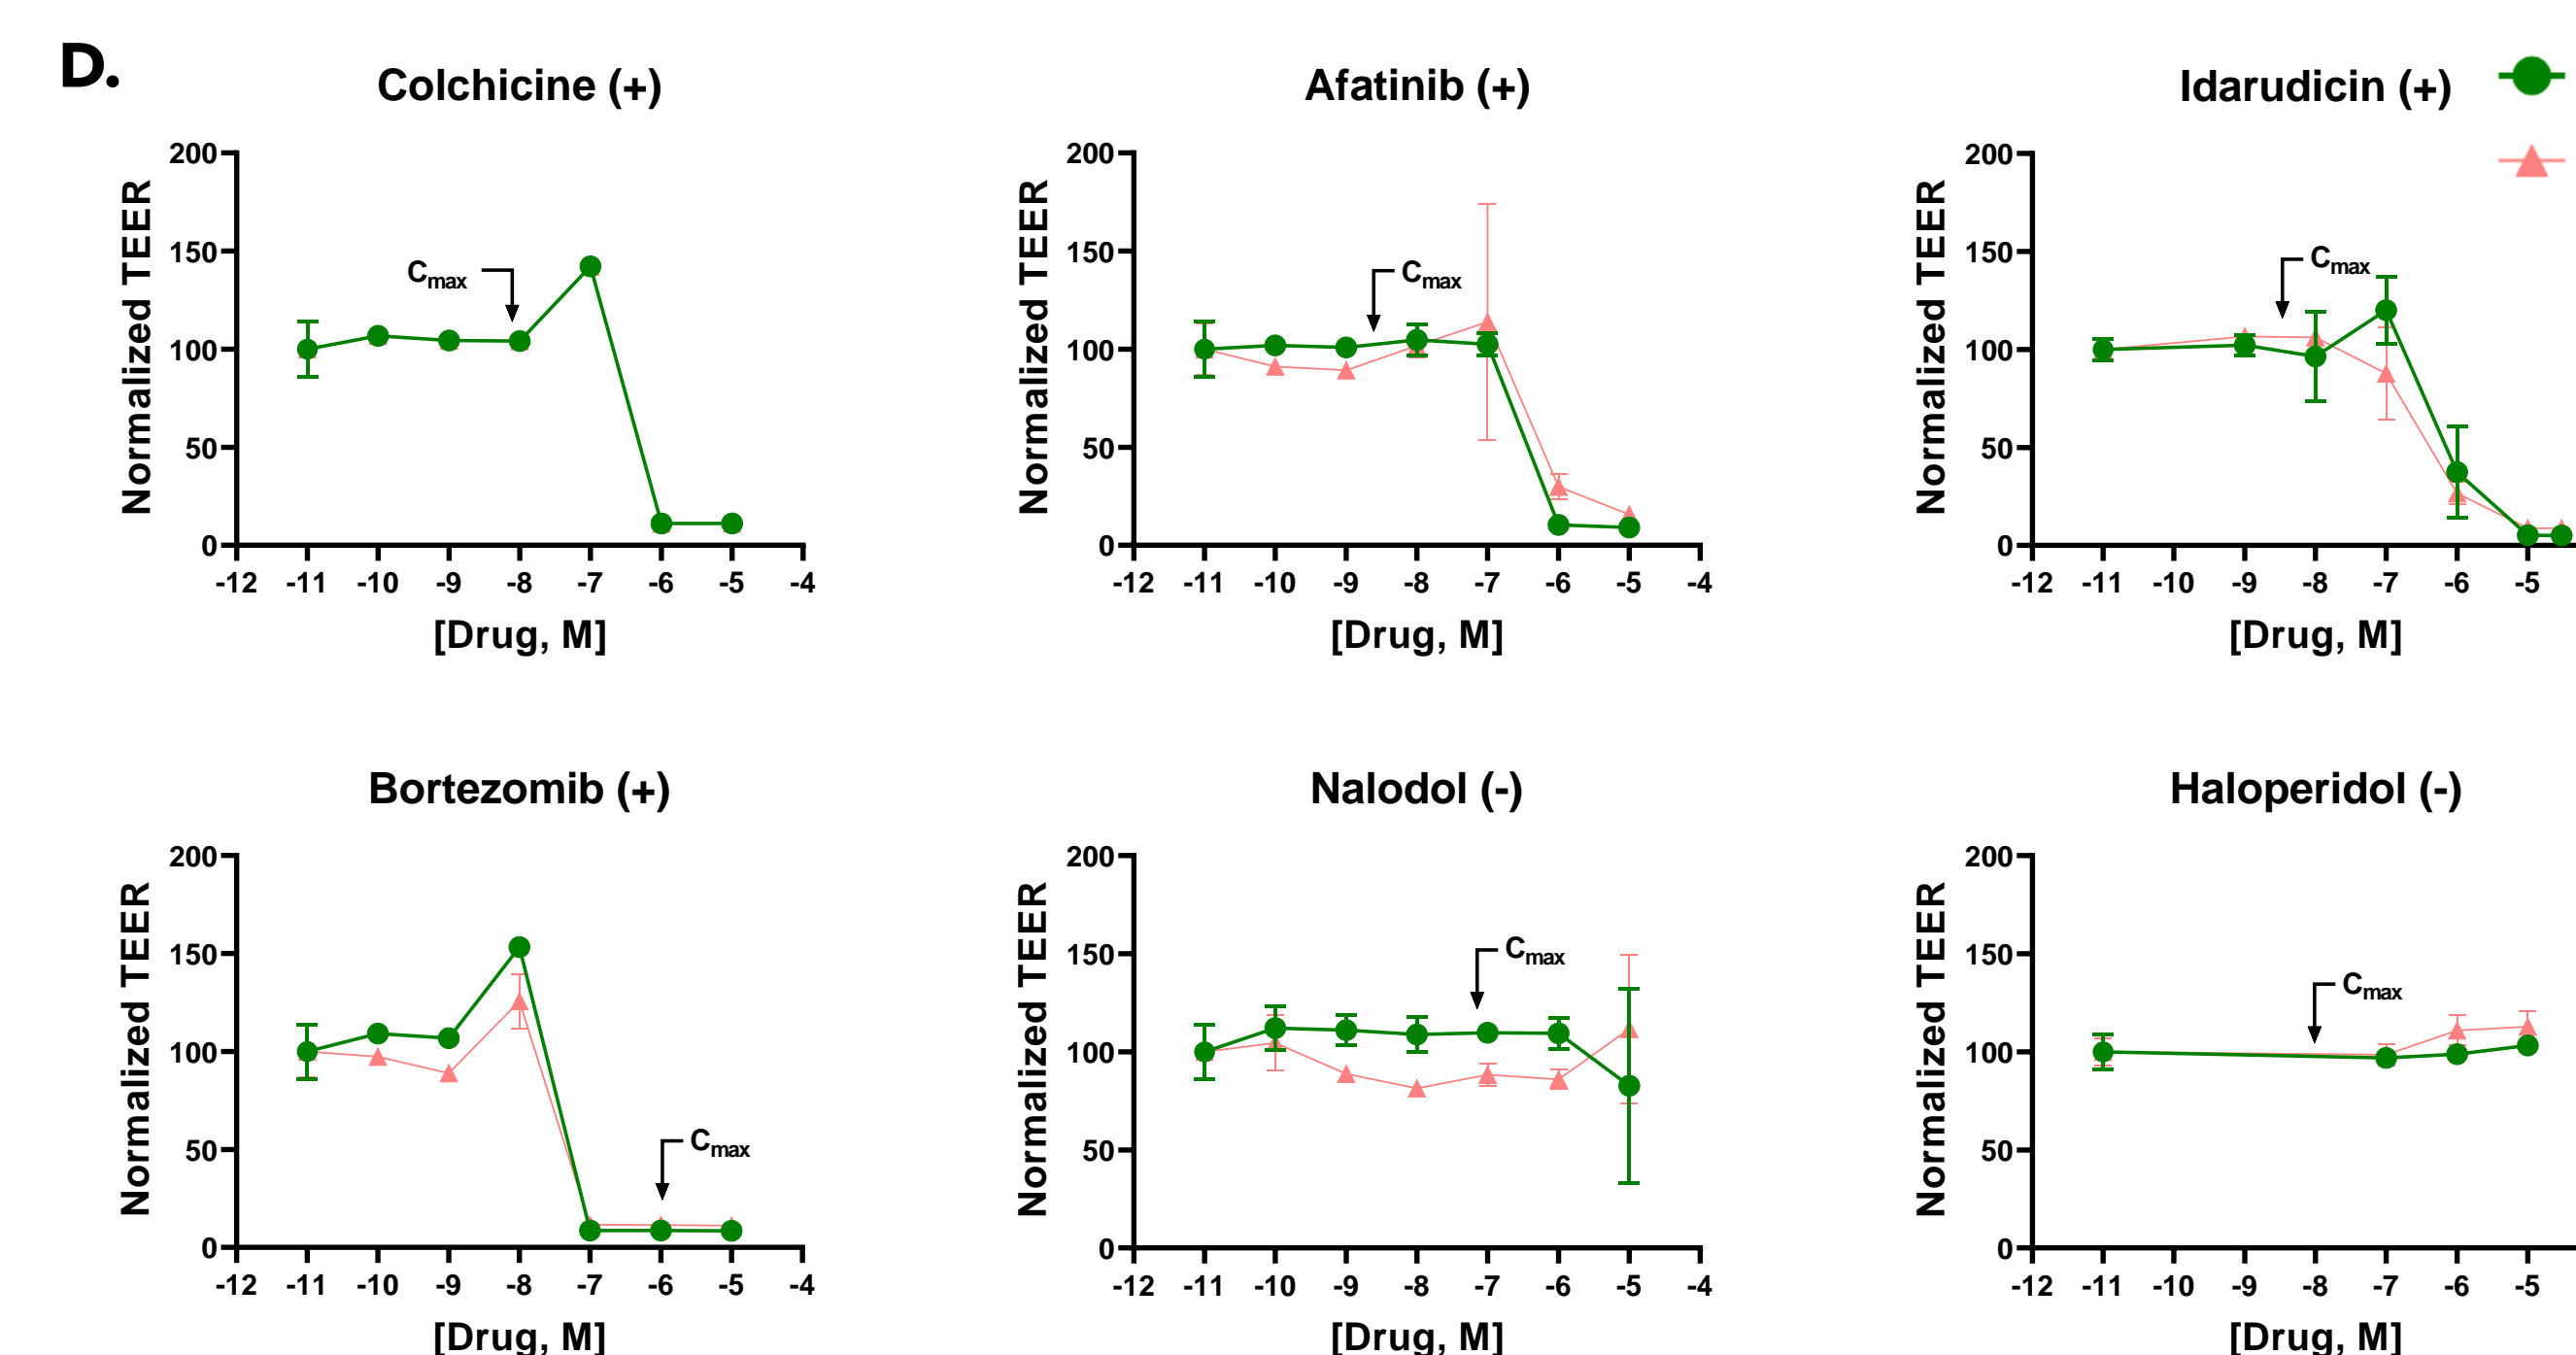 D.
Colchicine (+)
Normalized TEER
200
150
100
50
0
Cmax
-12 -11 -10 -9 -8 -7 -6 -5 -4
[Drug, M]
Afatinib (+)
Normalized TEER
200
150
100
50
0
Cmax
-12 -11 -10 -9 -8 -7 -6 -5 -4
[Drug, M]
Idarudicin (+)
Normalized TEER
200
150
100
50
0
Cmax
-12 -11 -10 -9 -8 -7 -6 -5
[Drug, M]
Bortezomib (+)
Normalized TEER
200
150
100
50
0
Cmax
-12 -11 -10 -9 -8 -7 -6 -5 -4
[Drug, M]
Nalodol (-)
Normalized TEER
200
150
100
50
0
Cmax
-12 -11 -10 -9 -8 -7 -6 -5 -4
[Drug, M]
Haloperidol (-)
Normalized TEER
200
150
100
50
0
Cmax
-12 -11 -10 -9 -8 -7 -6 -5
[Drug, M]